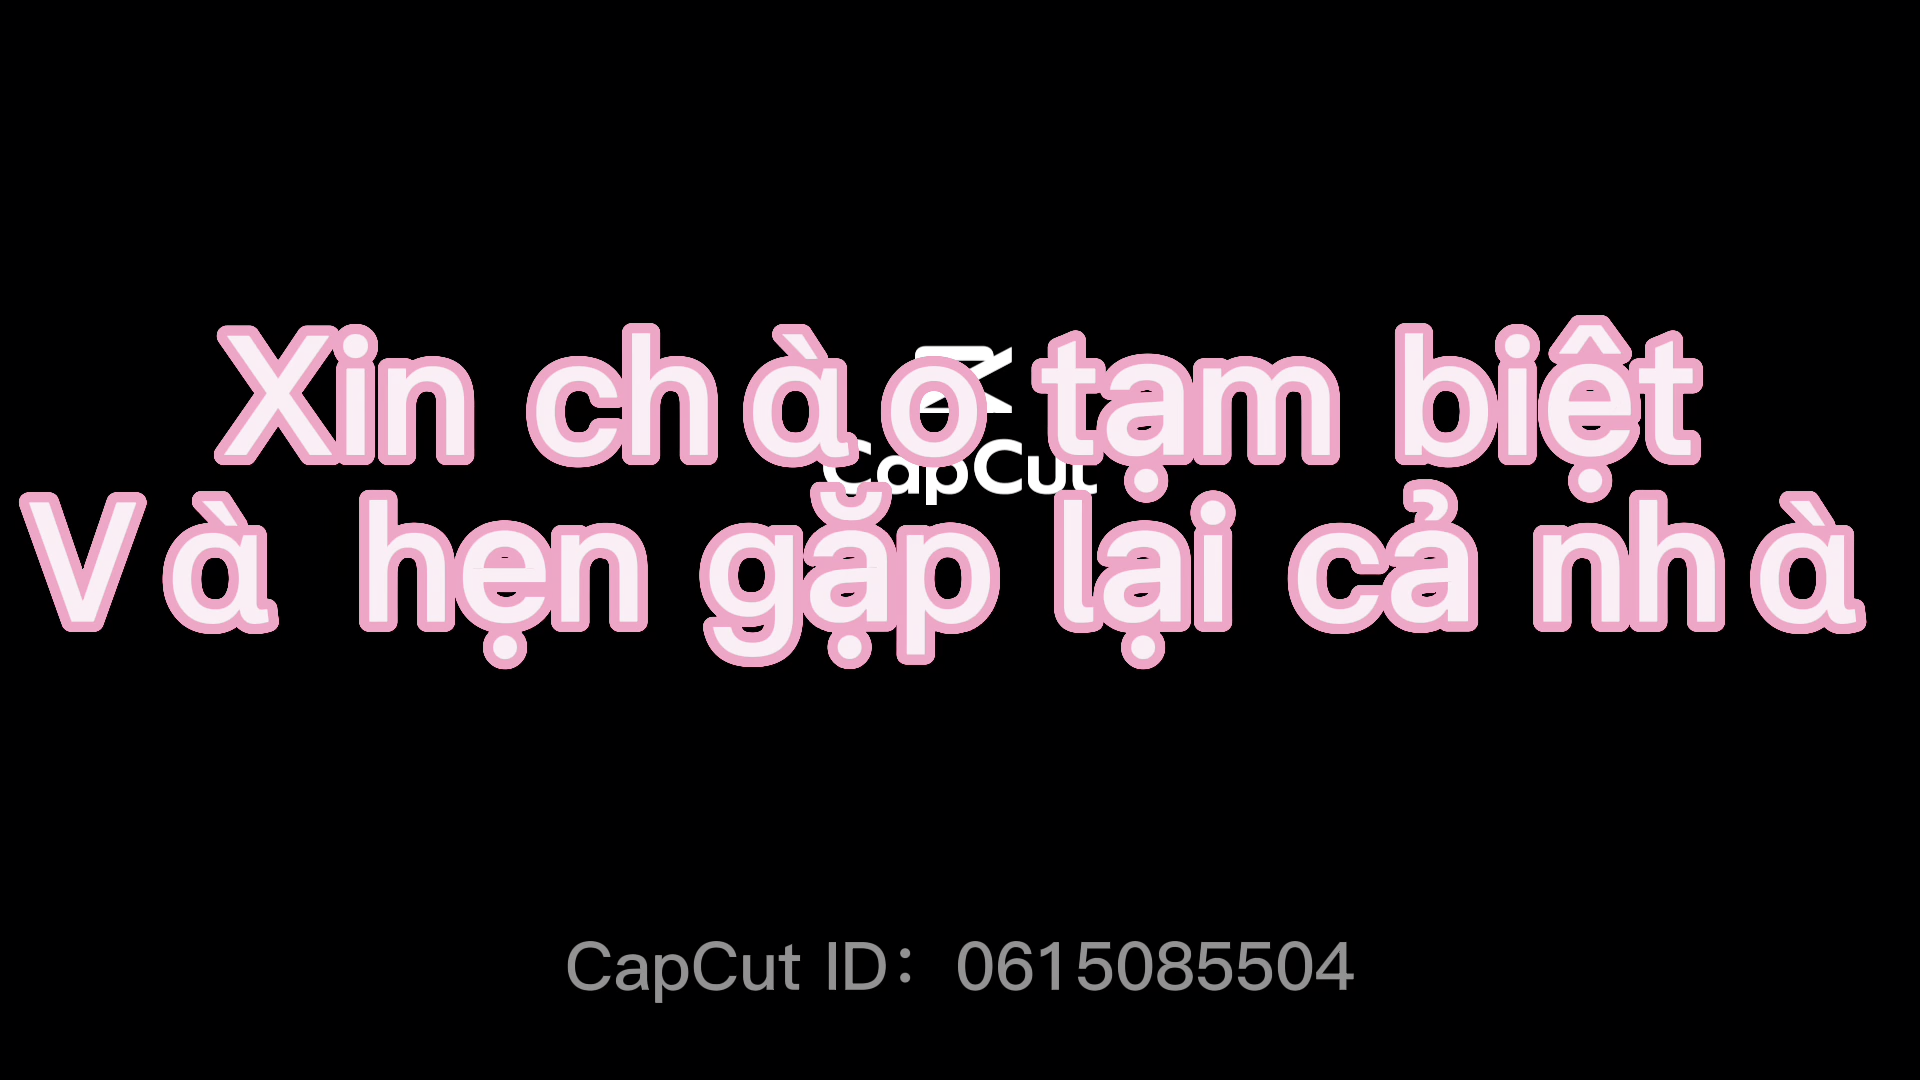 Xin chào tạm biệt
CapCut
Và hẹn gặp lại cả nhà
CapCut ID: 0615085504